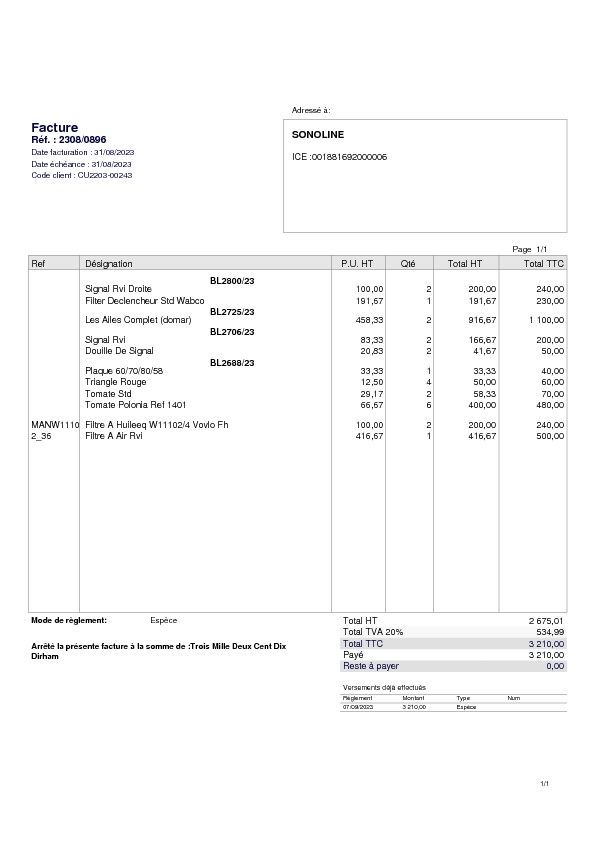 Adressé à:
Facture
Réf. : 2308/0896
Date facturation : 31/08/2023
Date échéance : 31/08/2023
Code client : CU2203-00243
SONOLINE
ICE :001881692000006
Page 1/1
Ref Désignation P.U. HT Qté Total HT Total TTC
BL2800/23
Signal Rvi Droite 100,00 2 200,00 240,00
Filter Declencheur Std Wabco 191,67 1 191,67 230,00
BL2725/23
Les Ailes Complet (domar) 458,33 2 916,67 1 100,00
BL2706/23
Signal Rvi 83,33 2 166,67 200,00
Douille De Signal 20,83 2 41,67 50,00
BL2688/23
Plaque 60/70/80/58 33,33 1 33,33 40,00
Triangle Rouge 12,50 4 50,00 60,00
Tomate Std 29,17 2 58,33 70,00
Tomate Polonia Ref 1401 66,67 6 400,00 480,00
MANW1110 Filtre A Huileeq W11102/4 Vovlo Fh 100,00 2 200,00 240,00
2_36 Filtre A Air Rvi 416,67 1 416,67 500,00
Mode de règlement: Espèce
Total HT 2 675,01
Total TVA 20% 534,99
Total TTC 3 210,00
Payé 3 210,00
Reste à payer 0,00
Arrêté la présente facture à la somme de :Trois Mille Deux Cent Dix
Dirham
Versements déjà effectués
Règlement Montant Type Num
07/09/2023 3 210,00 Espèce
1/1